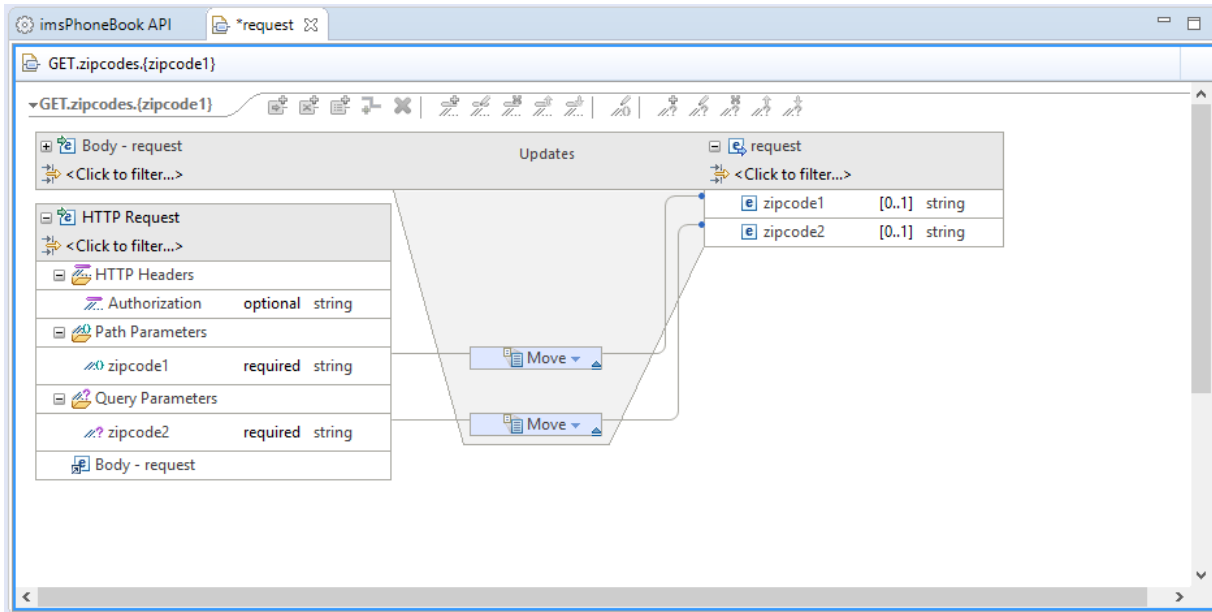 imsPhoneBook API
*request
GET.zipcodes.{zipcode1}
GET.zipcodes.{zipcode1}
Body - request
<Click to filter...>
Updates
request
<Click to filter...>
zipcode1 [0..1] string
zipcode2 [0..1] string
HTTP Request
<Click to filter...>
HTTP Headers
Authorization optional string
Path Parameters
zipcode1 required string
Move
Query Parameters
zipcode2 required string
Move
Body - request